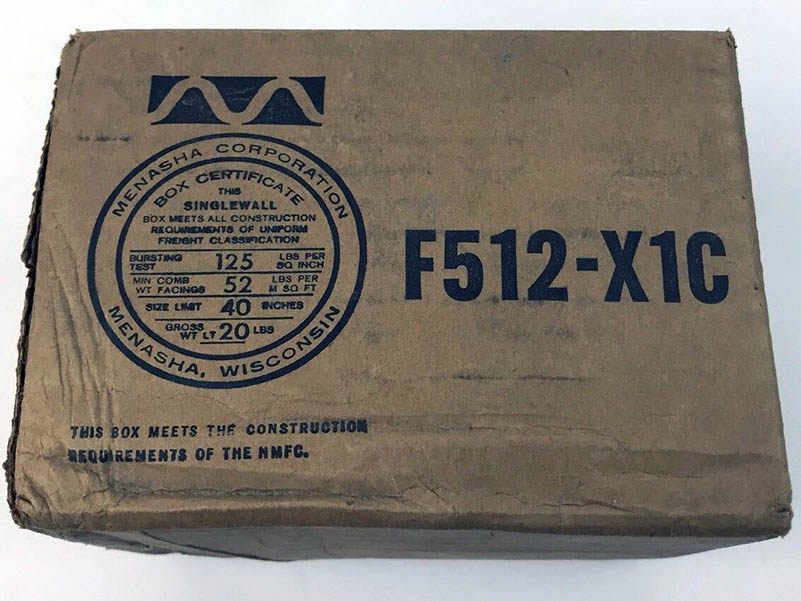 MENASHA CORPORATION
BOX CERTIFICATE
THIS
SINGLEWALL
BOX MEETS ALL CONSTRUCTION
REQUIREMENTS OF UNIFORM
FREIGHT CLASSIFICATION
BURSTING TEST 125 LBS PER SQ INCH
MIN COMB WT FACINGS 52 LBS PER M SQ FT
SIZE LIMIT 40 INCHES
GROSS WT LT 20 LBS
MENASHA, WISCONSIN
F512-X1C
THIS BOX MEETS THE CONSTRUCTION
REQUIREMENTS OF THE NMFC.